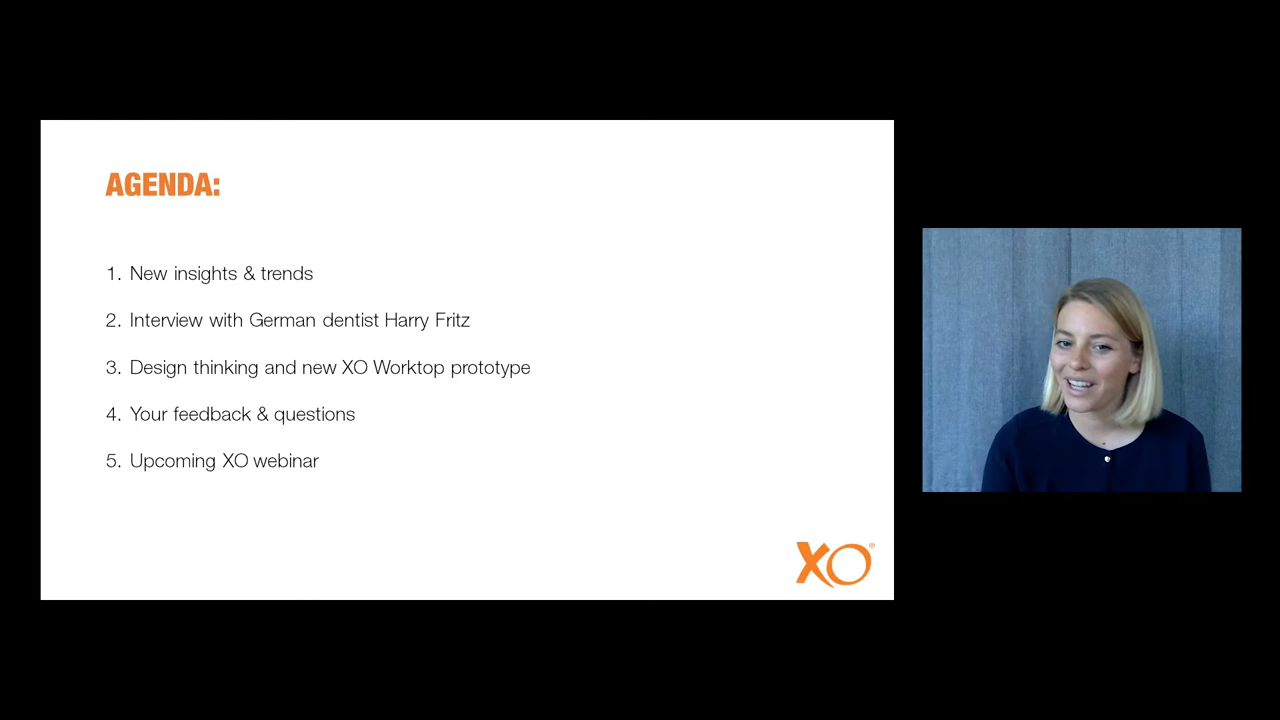 AGENDA:
1. New insights & trends
2. Interview with German dentist Harry Fritz
3. Design thinking and new XO Worktop prototype
4. Your feedback & questions
5. Upcoming XO webinar
XO®